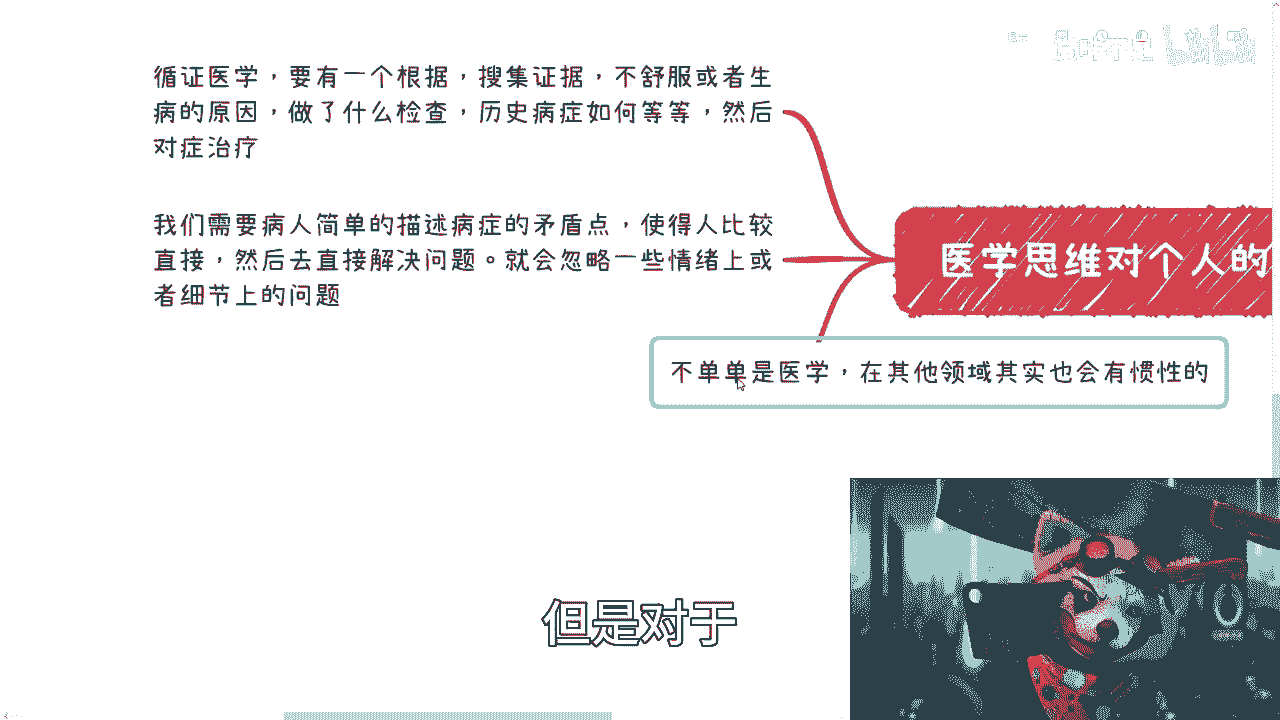 循证医学，要有一个根据，搜集证据，不舒服或者生
病的原因，做了什么检查，历史病症如何等等，然后
对症治疗
我们需要病人简单的描述病症的矛盾点，使得人比较
直接，然后去直接解决问题。就会忽略一些情绪上或
者细节上的问题
医学思维对个人的
不单单是医学，在其他领域其实也会有惯性的
但是对于